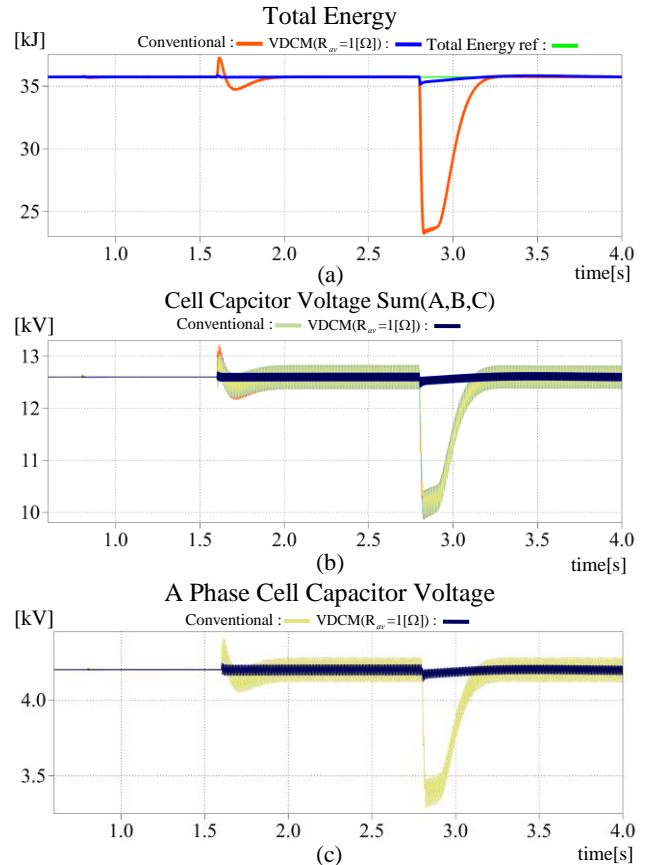 Total Energy
[kJ]
Conventional : VDCM(Rav=1[Ω]) : Total Energy ref :
35
30
25
1.0 1.5 2.0 2.5 3.0 3.5 4.0
time[s]
(a)
Cell Capcitor Voltage Sum(A,B,C)
[kV]
Conventional : VDCM(Rav=1[Ω]) :
13
12
11
10
1.0 1.5 2.0 2.5 3.0 3.5 4.0
time[s]
(b)
A Phase Cell Capacitor Voltage
[kV]
Conventional : VDCM(Rav=1[Ω]) :
4.0
3.5
1.0 1.5 2.0 2.5 3.0 3.5 4.0
time[s]
(c)